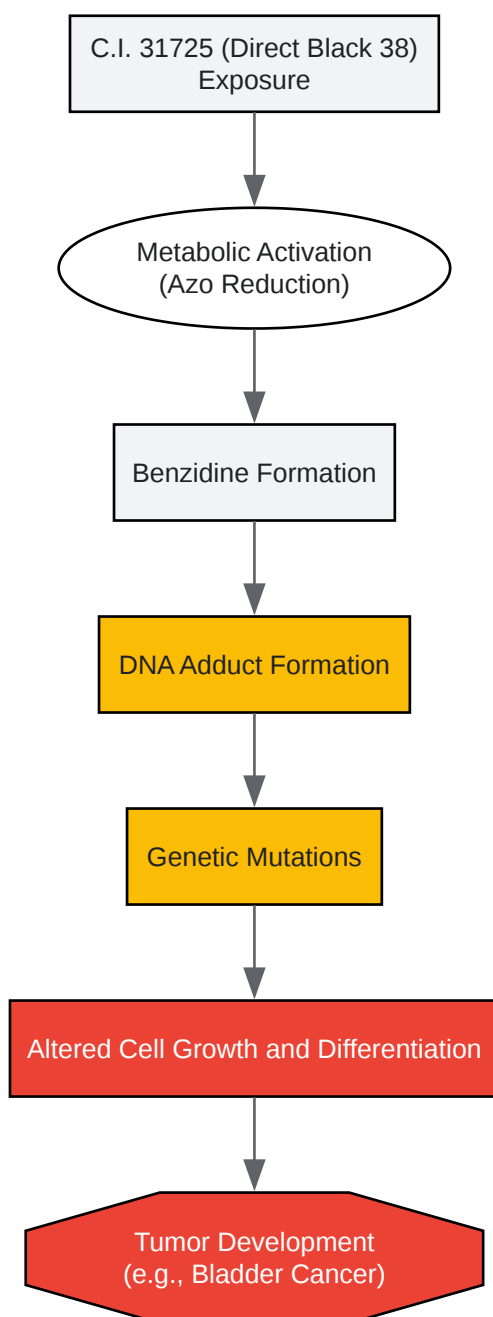 C.I. 31725 (Direct Black 38)
Exposure
Metabolic Activation
(Azo Reduction)
Benzidine Formation
DNA Adduct Formation
Genetic Mutations
Altered Cell Growth and Differentiation
Tumor Development
(e.g., Bladder Cancer)